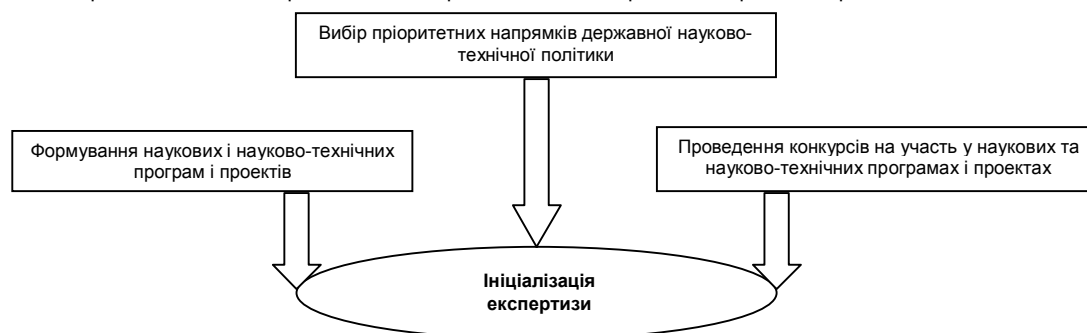 Вибір пріоритетних напрямків державної науково-
технічної політики
Формування наукових і науково-технічних
програм і проектів
Проведення конкурсів на участь у наукових та
науково-технічних програмах і проектах
Ініціалізація
експертизи